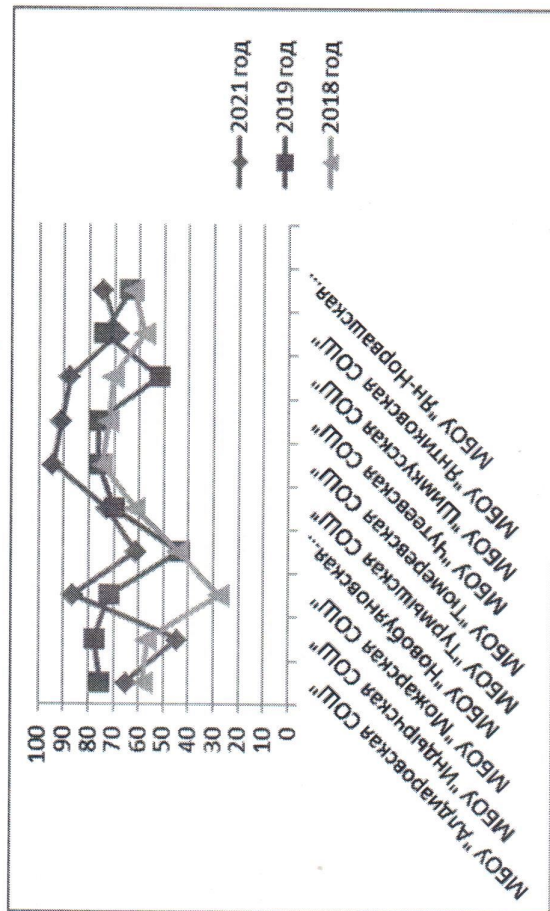 100
90
80
70
60
50
40
30
20
10
0
МБОУ "Алдиаровская СОШ"
МБОУ "Индырчская СОШ"
МБОУ "Можарская СОШ"
МБОУ "Новобуяновская...
МБОУ "Турмышская СОШ"
МБОУ "Тюмеревская СОШ"
МБОУ "Чутеевская СОШ"
МБОУ "Шимкусская СОШ"
МБОУ "Янтиковская СОШ"
МБОУ "Ян-Норвашская...
2021 год
2019 год
2018 год